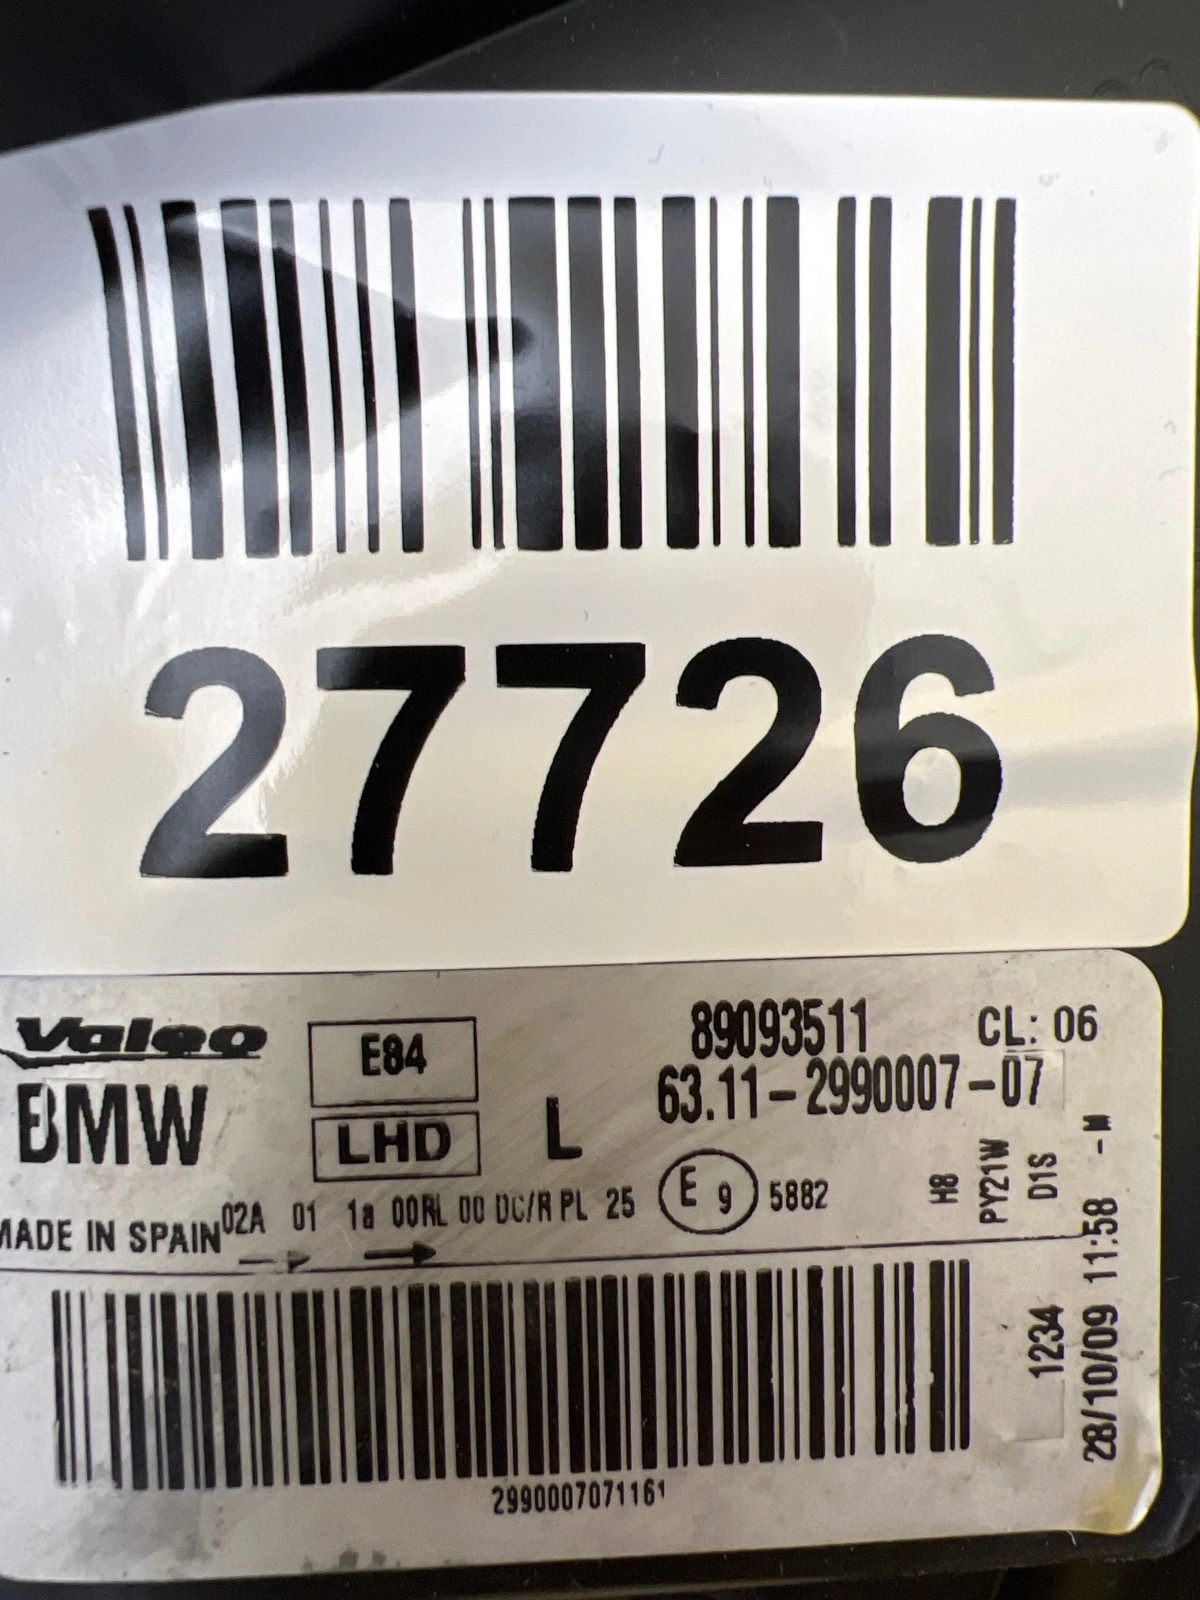 27726
Valeo
BMW
E84
LHD
L
89093511
CL: 06
63.11-2990007-07
MADE IN SPAIN
02A 01 1a 00RL 00 DC/R PL 25
E 9 5882
H8
PY21W
D1S
1234
28/10/09 11:58 -M
2990007071161